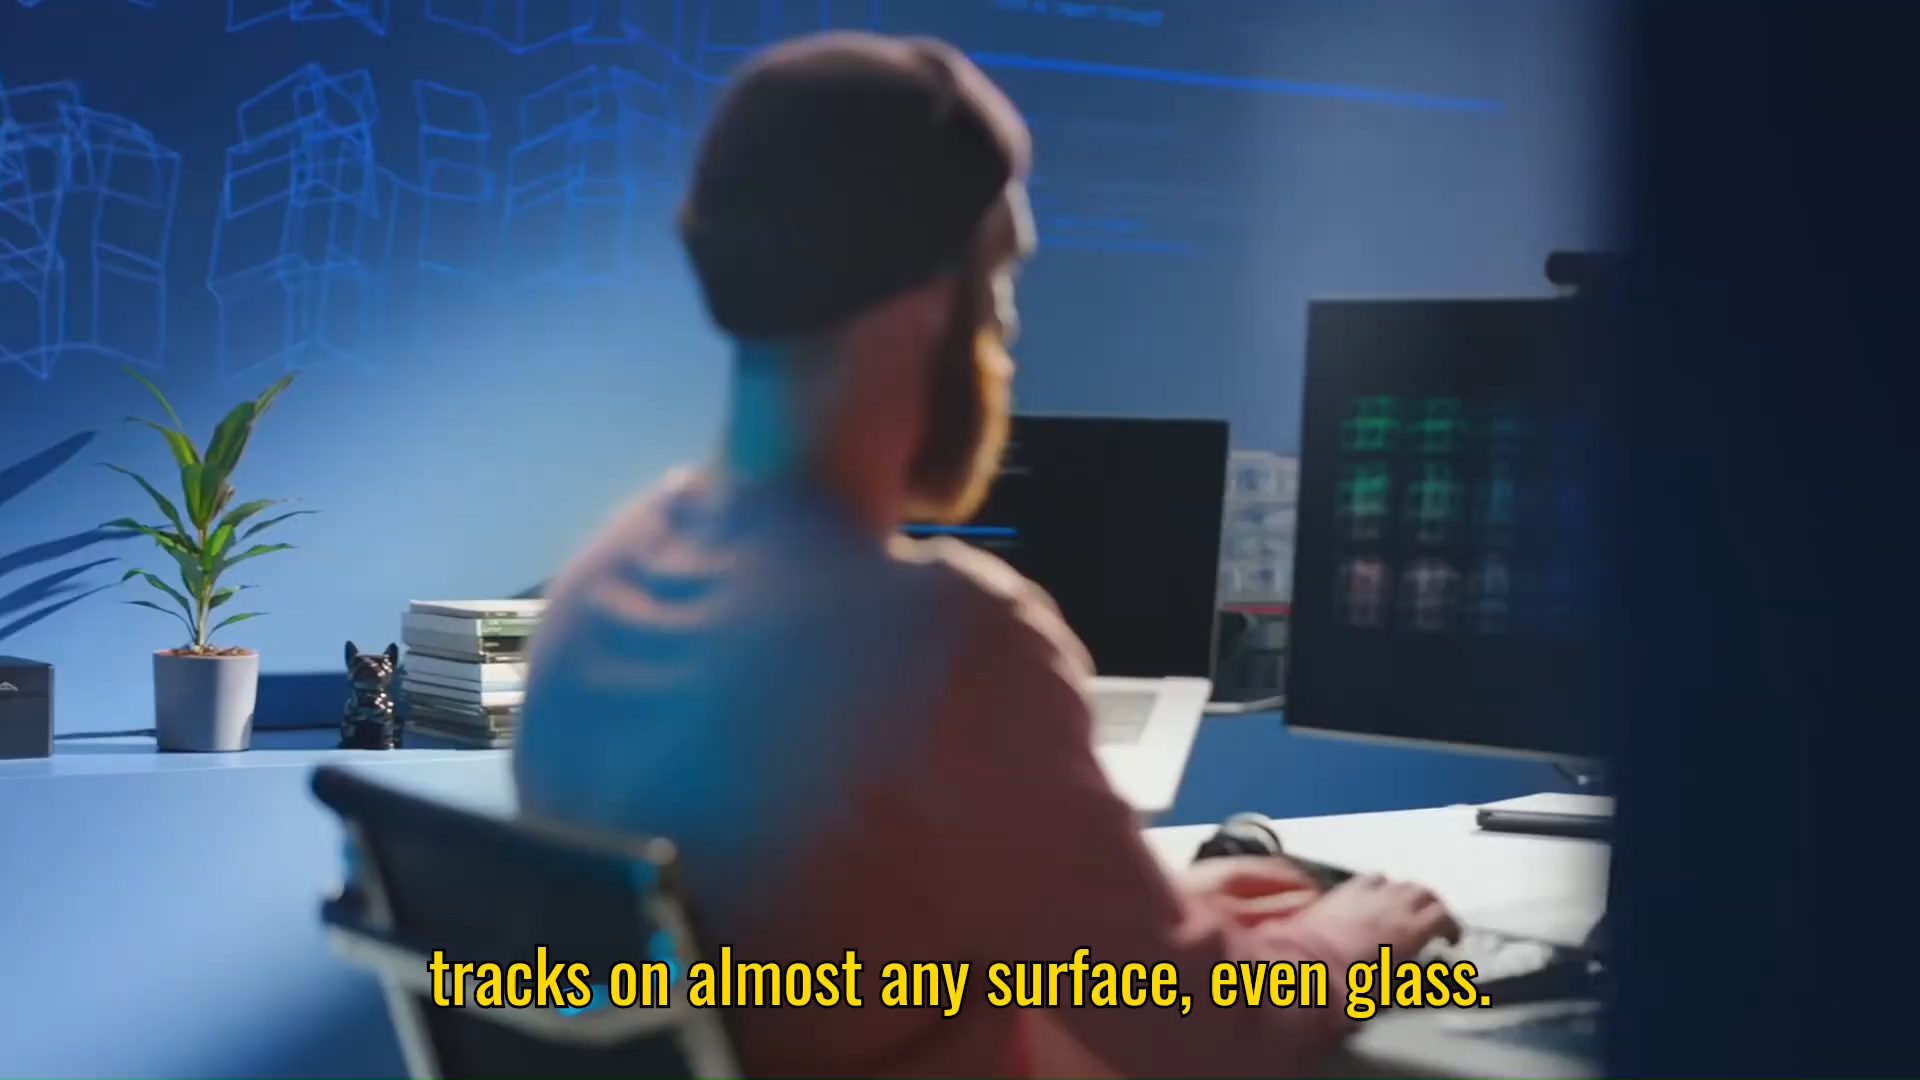 tracks on almost any surface, even glass.